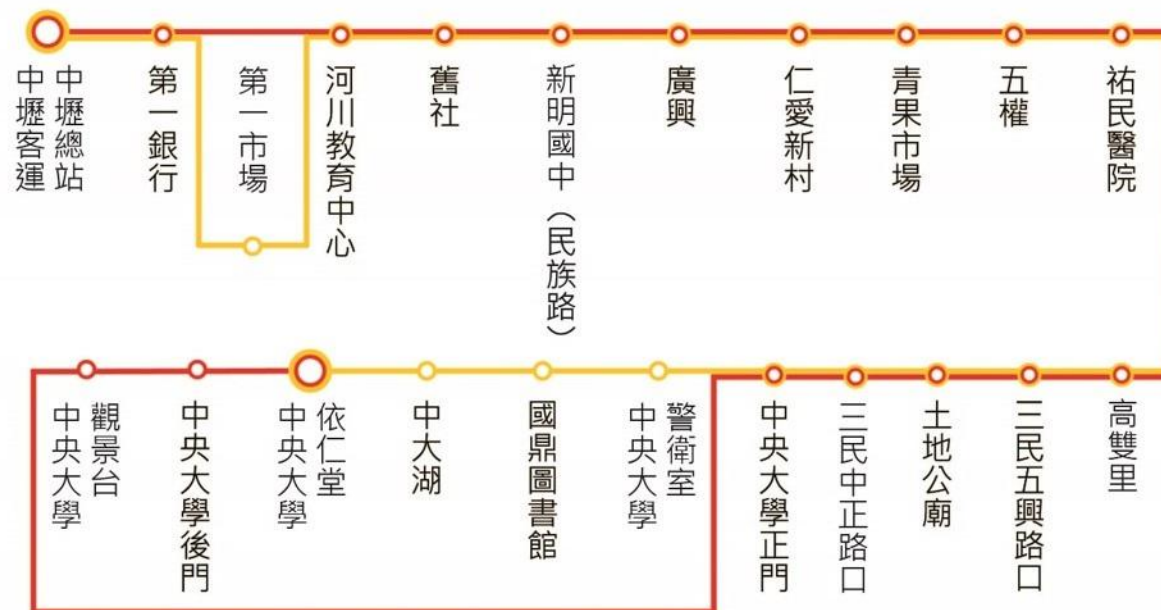 中壢總站
中壢客運
第一銀行
第一市場
河川教育中心
舊社
新明國中（民族路）
廣興
仁愛新村
青果市場
五權
祐民醫院
觀景台
中央大學
中央大學後門
依仁堂
中央大學
中大湖
國鼎圖書館
警衛室
中央大學
中央大學正門
三民中正路口
土地公廟
三民五興路口
高雙里